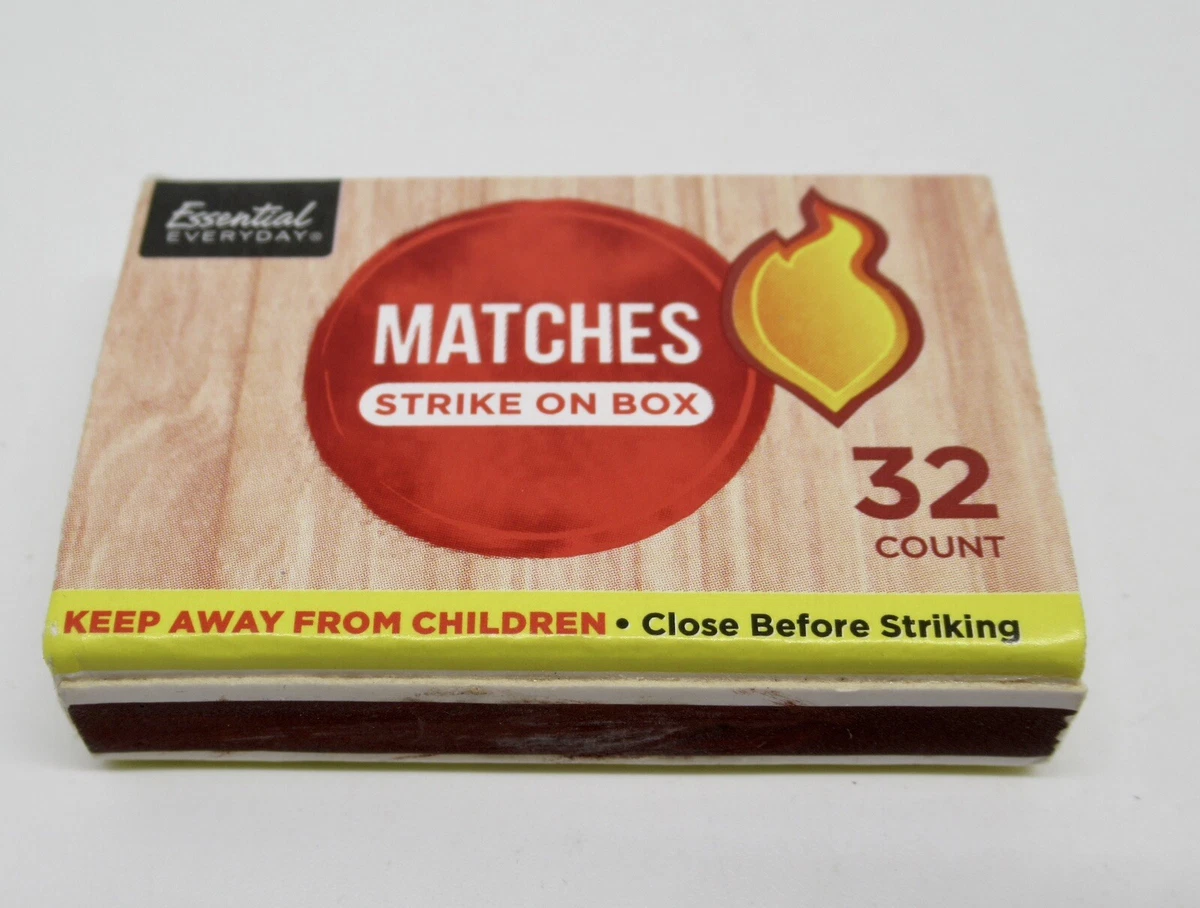 Essential
EVERYDAY®
MATCHES
STRIKE ON BOX
32
COUNT
KEEP AWAY FROM CHILDREN • Close Before Striking